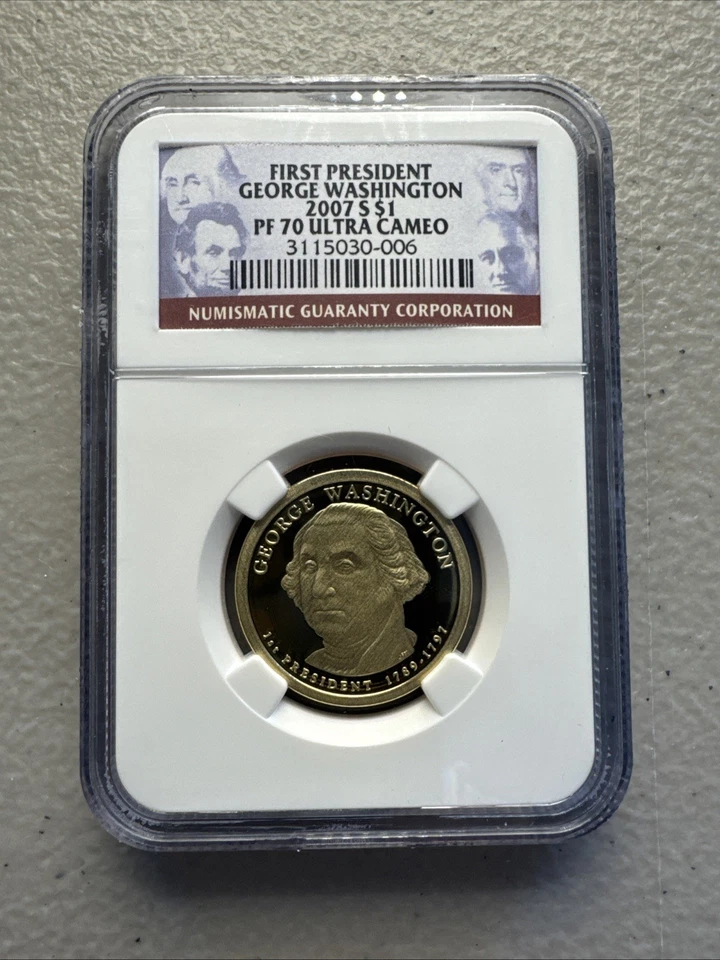 FIRST PRESIDENT
GEORGE WASHINGTON
2007 S $1
PF 70 ULTRA CAMEO
3115030-006
NUMISMATIC GUARANTY CORPORATION
GEORGE WASHINGTON
1st PRESIDENT 1789-1797